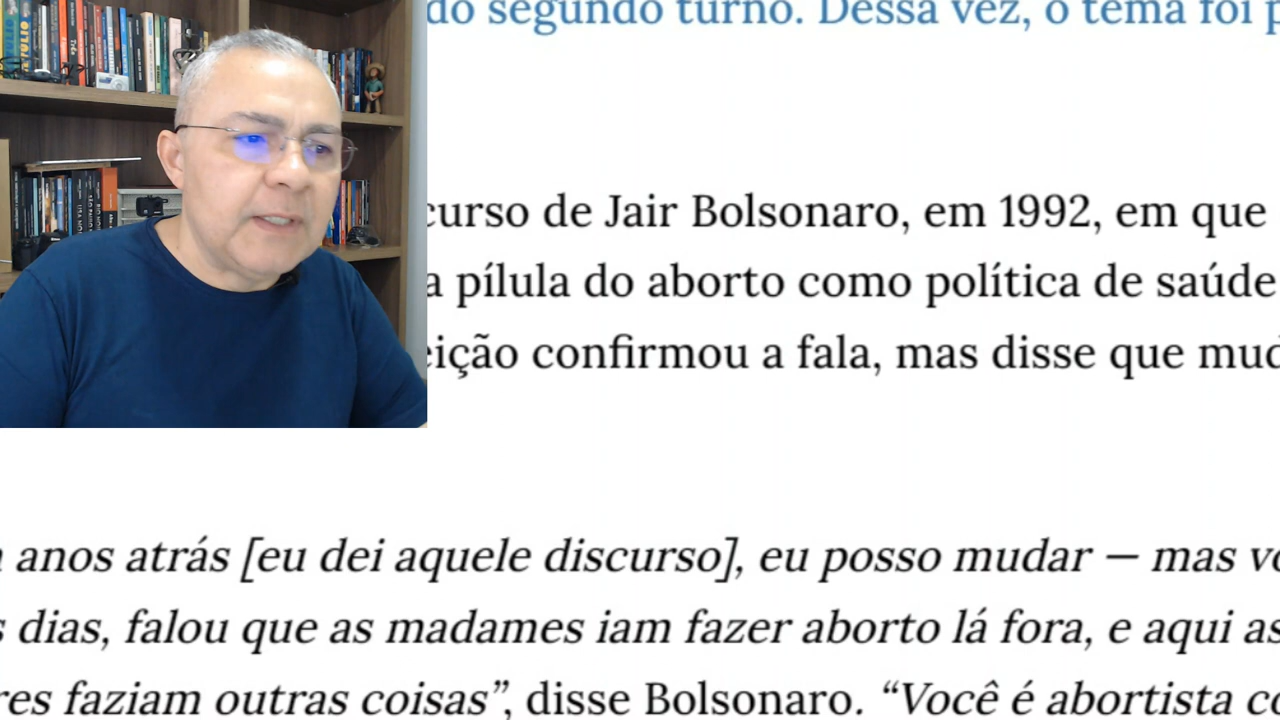 do segundo turno. Dessa vez, o tema foi
curso de Jair Bolsonaro, em 1992, em que
a pílula do aborto como política de saúde
eição confirmou a fala, mas disse que mud
anos atrás [eu dei aquele discurso], eu posso mudar — mas
dias, falou que as madames iam fazer aborto lá fora, e aqui as
res faziam outras coisas”, disse Bolsonaro. “Você é abortista